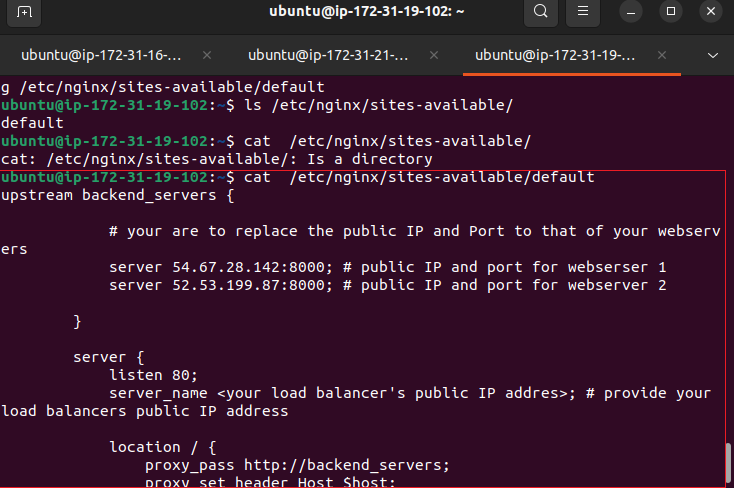 ubuntu@ip-172-31-19-102: ~
ubuntu@ip-172-31-16-... ubuntu@ip-172-31-21-... ubuntu@ip-172-31-19-...
g /etc/nginx/sites-available/default
ubuntu@ip-172-31-19-102:~$ ls /etc/nginx/sites-available/
default
ubuntu@ip-172-31-19-102:~$ cat  /etc/nginx/sites-available/
cat: /etc/nginx/sites-available/: Is a directory
ubuntu@ip-172-31-19-102:~$ cat  /etc/nginx/sites-available/default
upstream backend_servers {
            # your are to replace the public IP and Port to that of your webserv
ers
            server 54.67.28.142:8000; # public IP and port for webserser 1
            server 52.53.199.87:8000; # public IP and port for webserver 2
        }
        server {
            listen 80;
            server_name <your load balancer's public IP addres>; # provide your
load balancers public IP address
            location / {
                proxy_pass http://backend_servers;
                proxy_set_header Host $host;